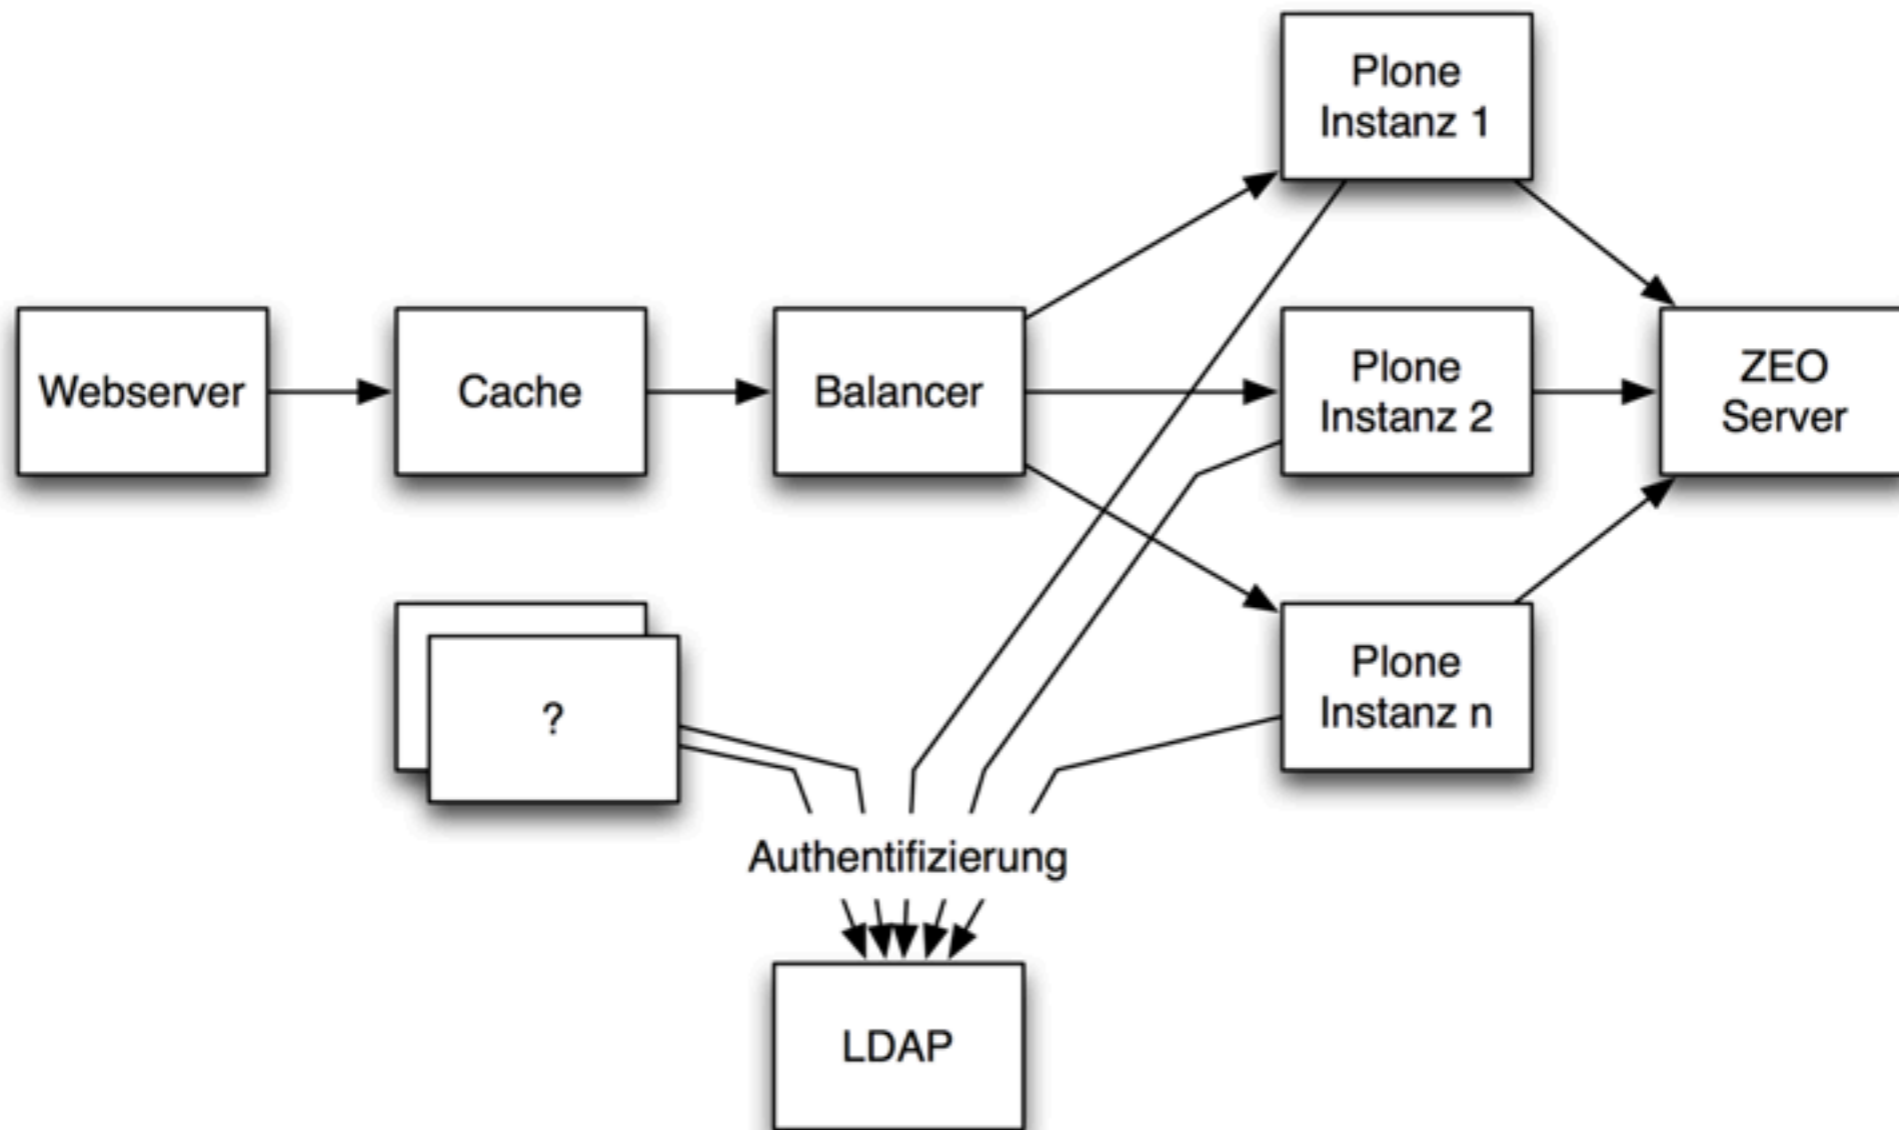 Plone
Instanz 1
Webserver
Cache
Balancer
Plone
Instanz 2
ZEO
Server
?
Plone
Instanz n
Authentifizierung
LDAP